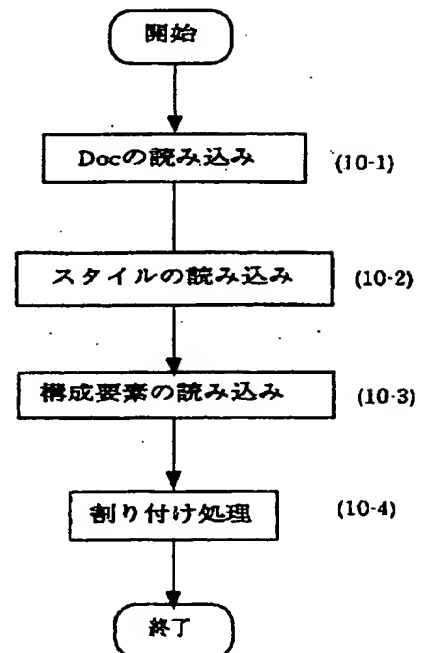 開始
Docの読み込み (10-1)
スタイルの読み込み (10-2)
構成要素の読み込み (10-3)
割り付け処理 (10-4)
終了